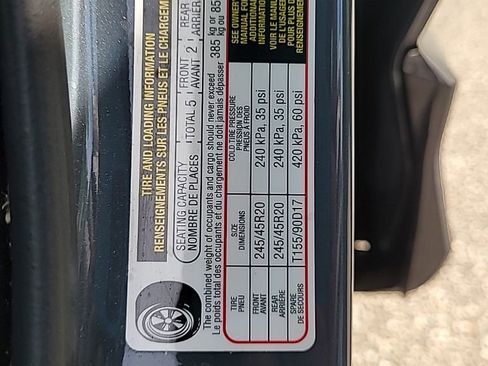 TIRE AND LOADING INFORMATION
RENSEIGNEMENTS SUR LES PNEUS ET LE CHARGEM
SEATING CAPACITY
NOMBRE DE PLACES
TOTAL 5
FRONT 2
AVANT
REAR
ARRIÈRE
The combined weight of occupants and cargo should never exceed
Le poids total des occupants et du chargement ne doit jamais dépasser
385 kg or 85
kg ou 85
TIRE
PNEU
SIZE
DIMENSIONS
COLD TIRE PRESSURE
PRESSION DES
PNEUS À FROID
FRONT
AVANT
245/45R20
240 kPa, 35 psi
REAR
ARRIÈRE
245/45R20
240 kPa, 35 psi
SPARE
DE SECOURS
T155/90D17
420 kPa, 60 psi
SEE OWNER'
MANUAL FOR
ADDITIONAL
INFORMATION
VOIR LE MANUEL
DE L'USAGER
POUR PLUS DE
RENSEIGNEMENTS